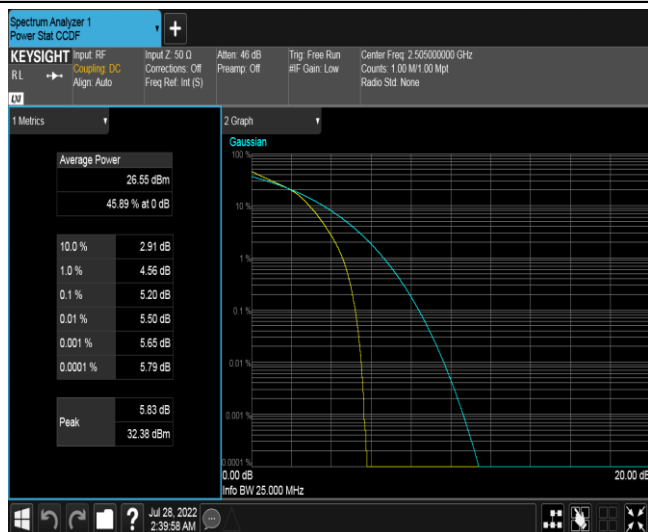 Spectrum Analyzer 1
Power Stat CCDF
KEYSIGHT
RL
LXI
Input: RF
Coupling: DC
Align: Auto
Input Z: 50 Ω
Corrections: Off
Freq Ref: Int (S)
Atten: 46 dB
Preamp: Off
Trig: Free Run
#IF Gain: Low
Center Freq: 2.505000000 GHz
Counts: 1.00 M/1.00 Mpt
Radio Std: None
1 Metrics
Average Power
26.55 dBm
45.89 % at 0 dB
10.0 % 2.91 dB
1.0 % 4.56 dB
0.1 % 5.20 dB
0.01 % 5.50 dB
0.001 % 5.65 dB
0.0001 % 5.79 dB
Peak
5.83 dB
32.38 dBm
2 Graph
Gaussian
100 %
10 %
1 %
0.1 %
0.01 %
0.001 %
0.0001 %
0.00 dB
20.00 dB
Info BW 25.000 MHz
?
Jul 28, 2022
2:39:58 AM